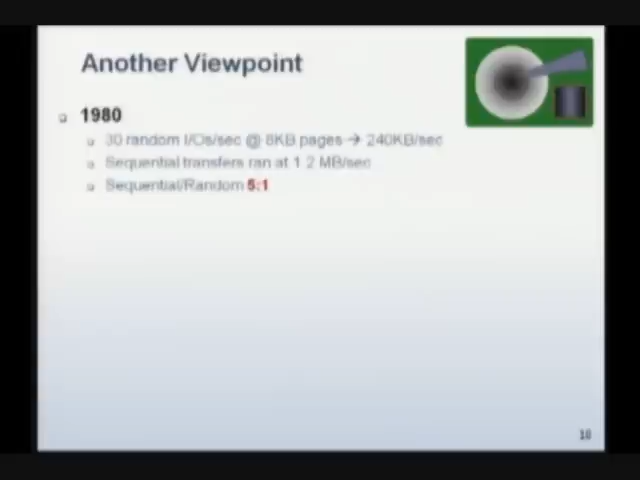 Another Viewpoint
1980
30 random I/Os/sec @ 8KB pages → 240KB/sec
Sequential transfers ran at 1.2 MB/sec
Sequential/Random 5:1
18